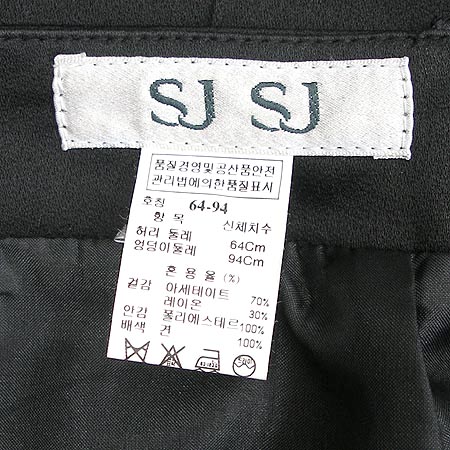 SJ SJ
품질경영및공산품안전
관리법에의한품질표시
호칭 64-94
항 목 신체치수
허리 둘레 64Cm
엉덩이둘레 94Cm
혼 용 율 (%)
겉감 아세테이트 70%
레이온 30%
안감 폴리에스테르100%
배색 견 100%